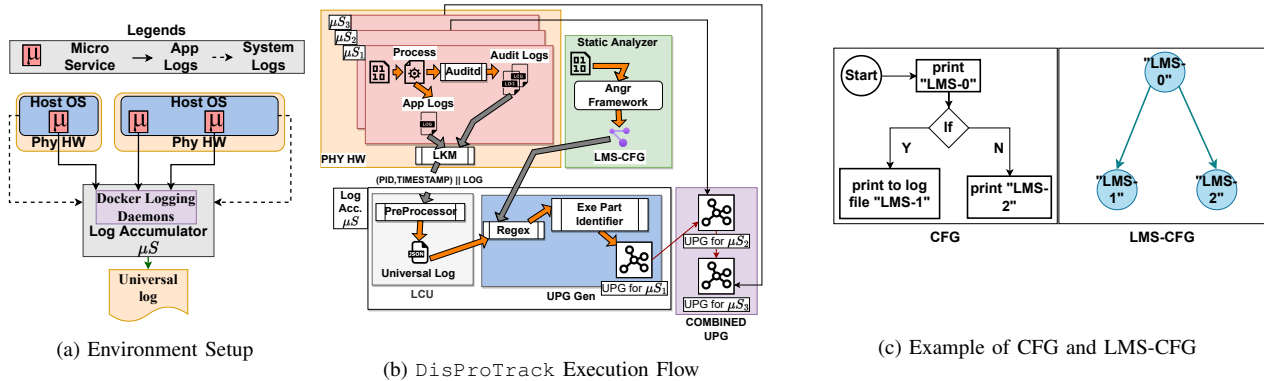 Legends
μ
Micro
Service
App
Logs
System
Logs
Host OS
μ
Phy HW
Host OS
μ
μ
Phy HW
Docker Logging
Daemons
Log Accumulator
μS
Universal
log
(a) Environment Setup
μS₃
μS₂
μS₁
Process
Auditd
Audit Logs
LOG
LOG
App Logs
LOG
LKM
PHY HW
Static Analyzer
Angr
Framework
LMS-CFG
(PID,TIMESTAMP) || LOG
Log
Acc.
μS
PreProcessor
JSON
Universal Log
LCU
Regex
Exe Part
Identifier
UPG for μS₁
UPG Gen
UPG for μS₂
UPG for μS₃
COMBINED
UPG
(b) DisProTrack Execution Flow
Start
print
"LMS-0"
If
Y
N
print to log
file "LMS-1"
print "LMS-
2"
CFG
"LMS-
0"
"LMS-
1"
"LMS-
2"
LMS-CFG
(c) Example of CFG and LMS-CFG